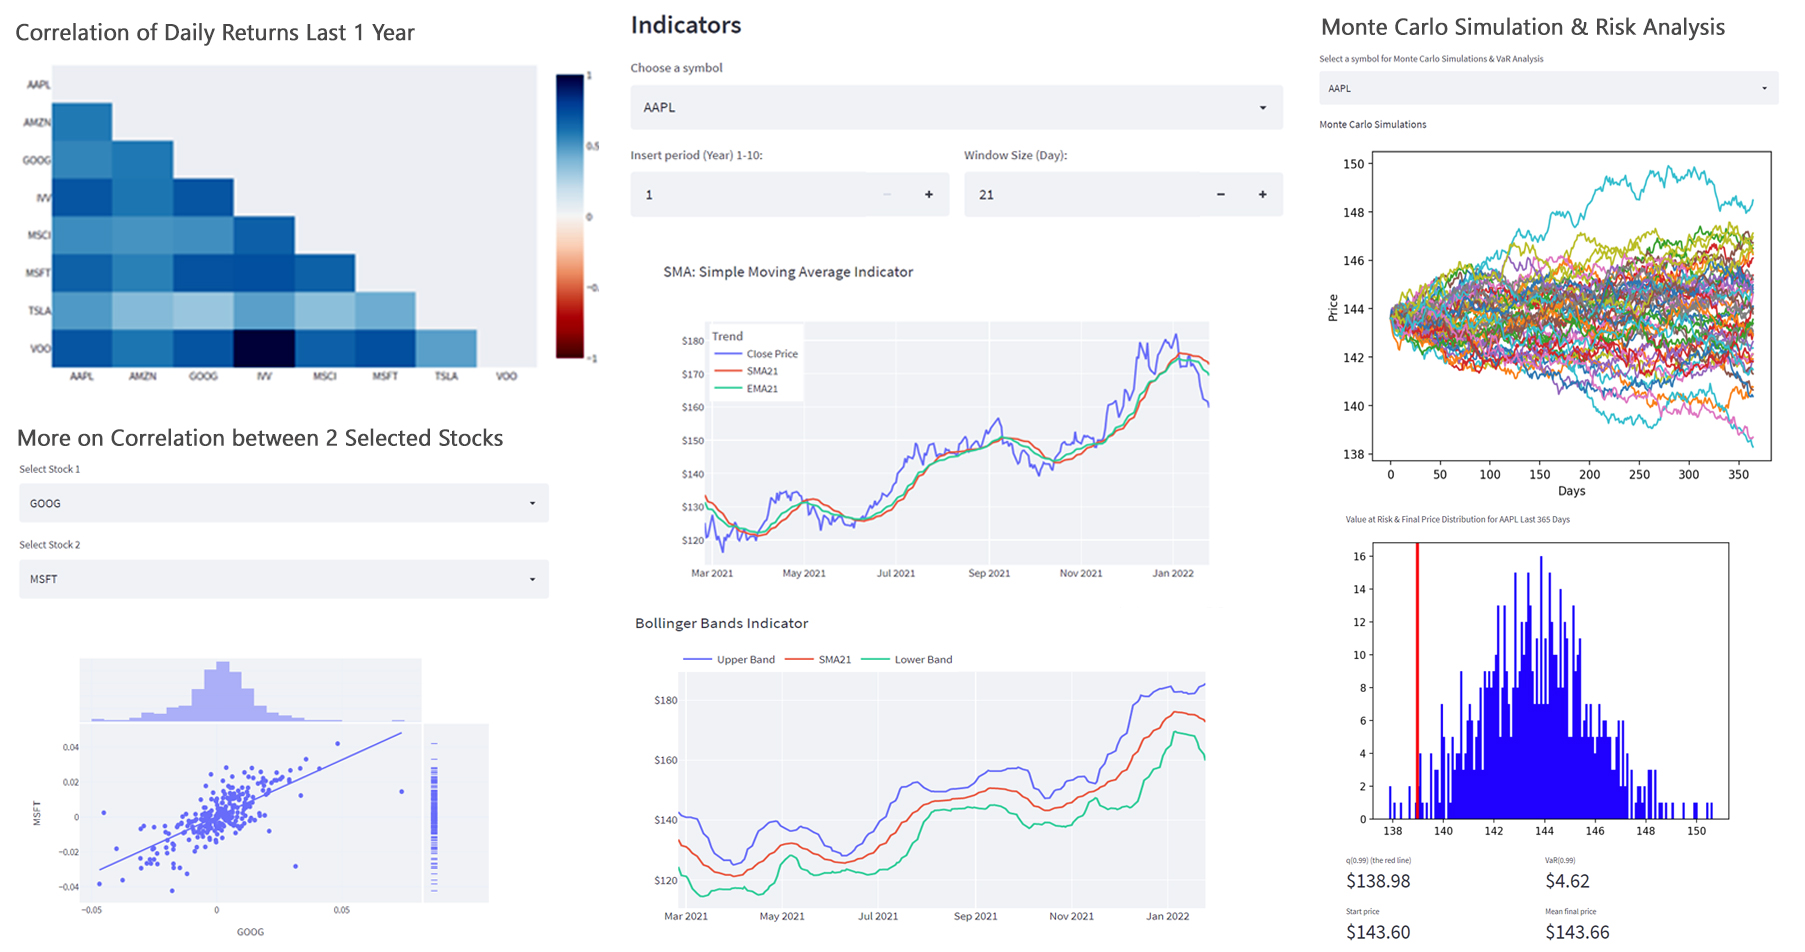 Correlation of Daily Returns Last 1 Year
AAPL
AMZN
GOOG
IVV
MSCI
MSFT
TSLA
VOO
AAPL AMZN GOOG IVV MSCI MSFT TSLA VOO
1
0.5
0
−1
More on Correlation between 2 Selected Stocks
Select Stock 1
GOOG
Select Stock 2
MSFT
0.04
0.02
0
−0.02
−0.04
MSFT
−0.05 0 0.05
GOOG
Indicators
Choose a symbol
AAPL
Insert period (Year) 1-10: Window Size (Day):
1 − + 21 − +
SMA: Simple Moving Average Indicator
Trend
Close Price
SMA21
EMA21
$180
$170
$160
$150
$140
$130
$120
Mar 2021 May 2021 Jul 2021 Sep 2021 Nov 2021 Jan 2022
Bollinger Bands Indicator
Upper Band SMA21 Lower Band
$180
$160
$140
$120
Mar 2021 May 2021 Jul 2021 Sep 2021 Nov 2021 Jan 2022
Monte Carlo Simulation & Risk Analysis
Select a symbol for Monte Carlo Simulations & VaR Analysis
AAPL
Monte Carlo Simulations
150
148
146
144
142
140
138
Price
0 50 100 150 200 250 300 350
Days
Value at Risk & Final Price Distribution for AAPL Last 365 Days
16
14
12
10
8
6
4
2
0
138 140 142 144 146 148 150
q(0.99) (the red line) VaR(0.99)
$138.98 $4.62
Start price Mean final price
$143.60 $143.66